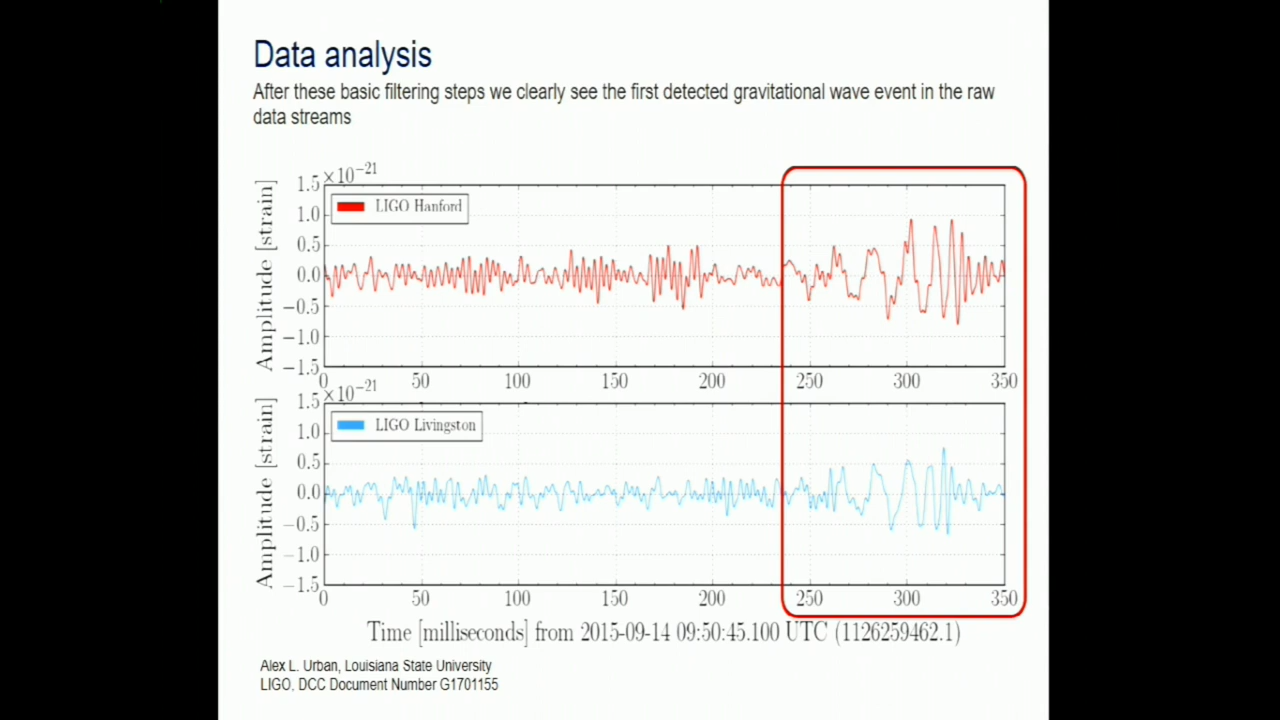 Data analysis
After these basic filtering steps we clearly see the first detected gravitational wave event in the raw
data streams
×10−21
1.5
1.0
0.5
0.0
−0.5
−1.0
−1.5
Amplitude [strain]
LIGO Hanford
0 50 100 150 200 250 300 350
×10−21
1.5
1.0
0.5
0.0
−0.5
−1.0
−1.5
Amplitude [strain]
LIGO Livingston
0 50 100 150 200 250 300 350
Time [milliseconds] from 2015-09-14 09:50:45.100 UTC (1126259462.1)
Alex L. Urban, Louisiana State University
LIGO. DCC Document Number G1701155